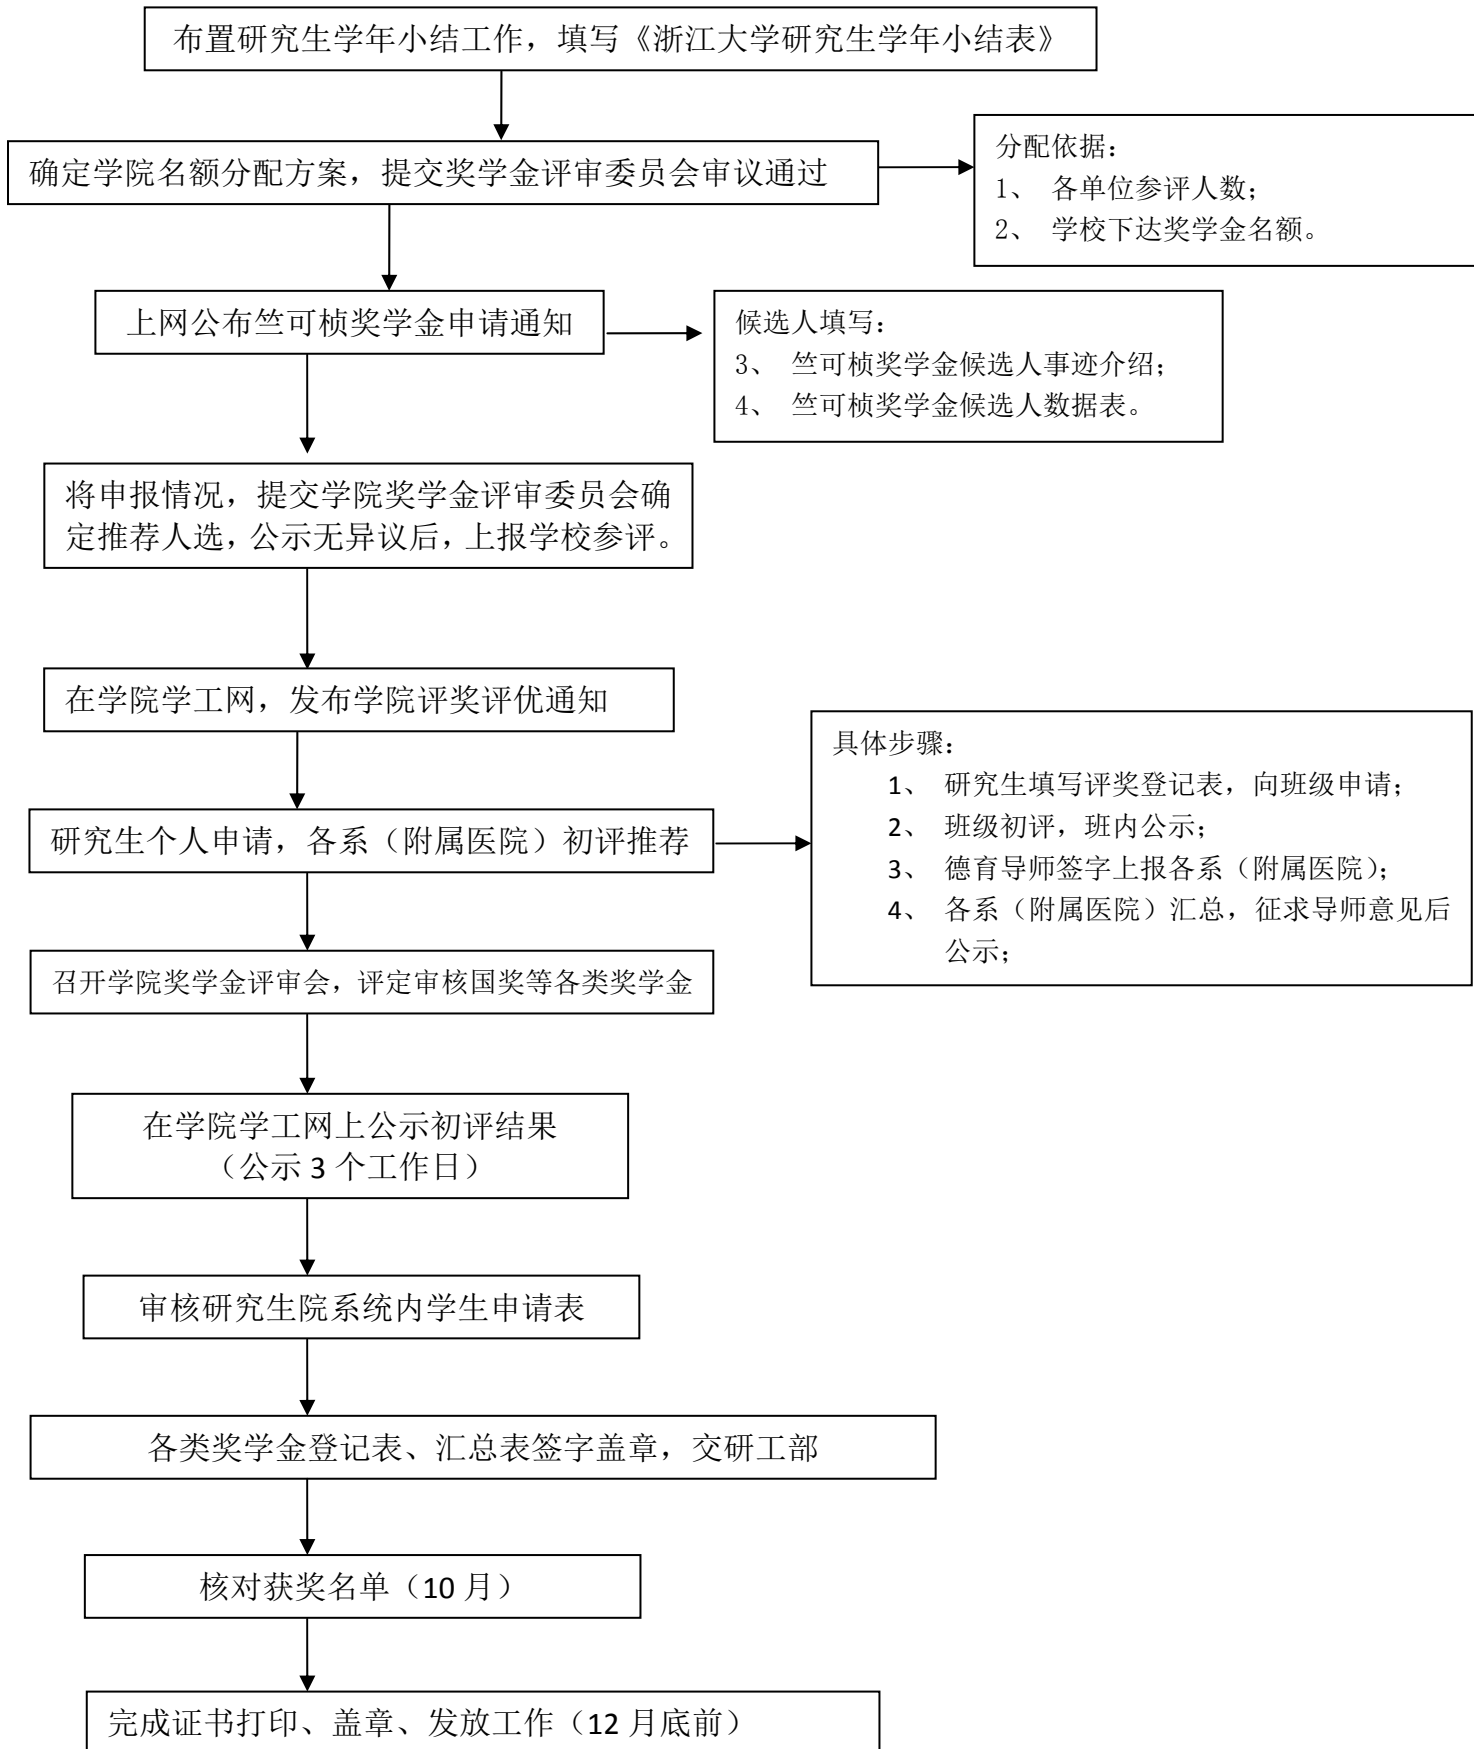 布置研究生学年小结工作，填写《浙江大学研究生学年小结表》
确定学院名额分配方案，提交奖学金评审委员会审议通过
分配依据：
1、 各单位参评人数；
2、 学校下达奖学金名额。
上网公布竺可桢奖学金申请通知
候选人填写：
3、 竺可桢奖学金候选人事迹介绍；
4、 竺可桢奖学金候选人数据表。
将申报情况，提交学院奖学金评审委员会确
定推荐人选，公示无异议后，上报学校参评。
在学院学工网，发布学院评奖评优通知
研究生个人申请，各系（附属医院）初评推荐
具体步骤：
1、 研究生填写评奖登记表，向班级申请；
2、 班级初评，班内公示；
3、 德育导师签字上报各系（附属医院）；
4、 各系（附属医院）汇总，征求导师意见后
公示；
召开学院奖学金评审会，评定审核国奖等各类奖学金
在学院学工网上公示初评结果
（公示 3 个工作日）
审核研究生院系统内学生申请表
各类奖学金登记表、汇总表签字盖章，交研工部
核对获奖名单（10 月）
完成证书打印、盖章、发放工作（12 月底前）